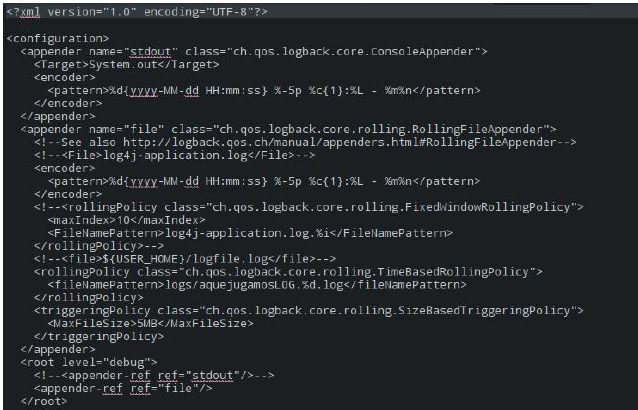 <?xml version="1.0" encoding="UTF-8"?>
<configuration>
<appender name="stdout" class="ch.qos.logback.core.ConsoleAppender">
<Target>System.out</Target>
<encoder>
<pattern>%d{yyyy-MM-dd HH:mm:ss} %-5p %c{1}:%L - %m%n</pattern>
</encoder>
</appender>
<appender name="file" class="ch.qos.logback.core.rolling.RollingFileAppender">
<!--See also http://logback.qos.ch/manual/appenders.html#RollingFileAppender-->
<!--<File>log4j-application.log</File>-->
<encoder>
<pattern>%d{yyyy-MM-dd HH:mm:ss} %-5p %c{1}:%L - %m%n</pattern>
</encoder>
<!--<rollingPolicy class="ch.qos.logback.core.rolling.FixedWindowRollingPolicy">
<maxIndex>10</maxIndex>
<FileNamePattern>log4j-application.log.%i</FileNamePattern>
</rollingPolicy>-->
<!--<file>${USER_HOME}/logfile.log</file>-->
<rollingPolicy class="ch.qos.logback.core.rolling.TimeBasedRollingPolicy">
<fileNamePattern>logs/aquejugamosLOG.%d.log</fileNamePattern>
</rollingPolicy>
<triggeringPolicy class="ch.qos.logback.core.rolling.SizeBasedTriggeringPolicy">
<MaxFileSize>5MB</MaxFileSize>
</triggeringPolicy>
</appender>
<root level="debug">
<!--<appender-ref ref="stdout"/>-->
<appender-ref ref="file"/>
</root>